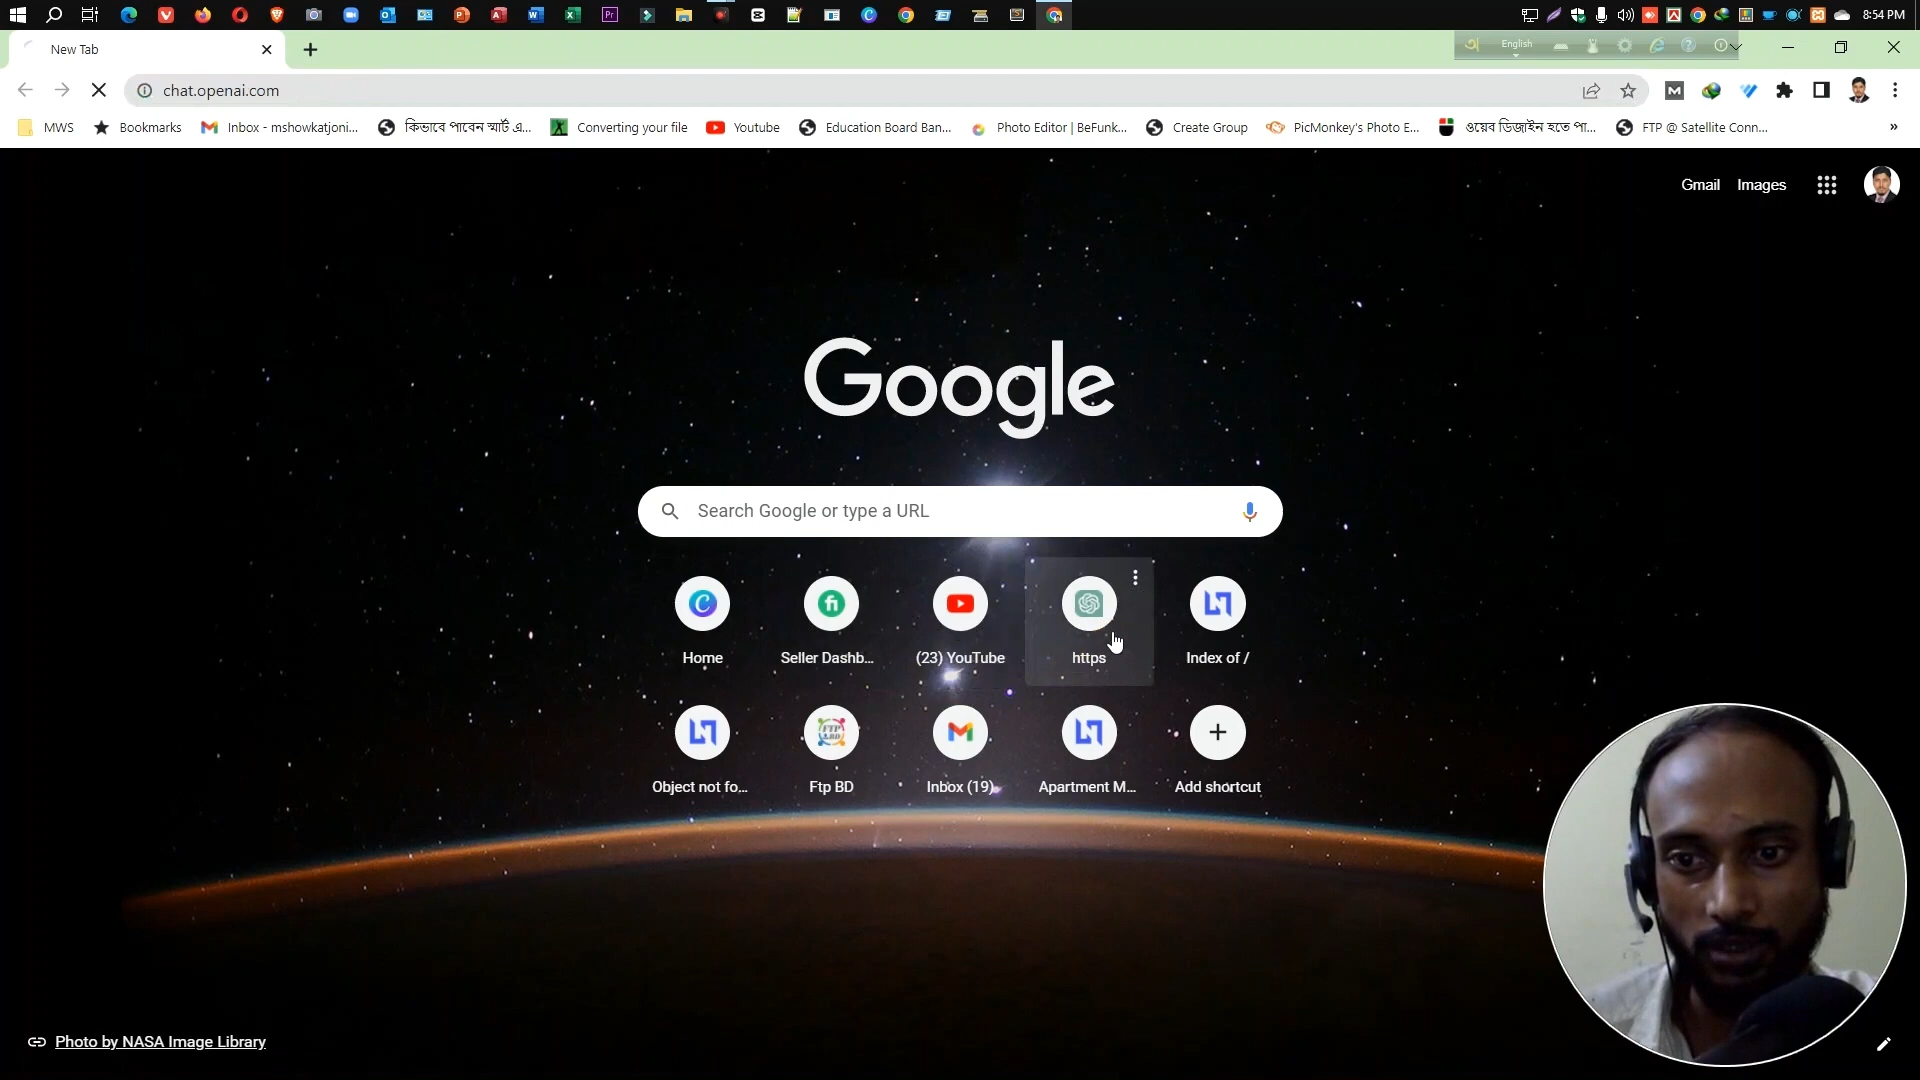 8:54 PM
New Tab
English
chat.openai.com
MWS
Bookmarks
Inbox - mshowkatjoni...
কিভাবে পাবেন স্মার্ট এ...
Converting your file
Youtube
Education Board Ban...
Photo Editor | BeFunk...
Create Group
PicMonkey's Photo E...
ওয়েব ডিজাইন হতে পা...
FTP @ Satellite Conn...
»
Gmail
Images
Google
Search Google or type a URL
Home
Seller Dashb...
(23) YouTube
https
Index of /
Object not fo...
Ftp BD
Inbox (19)
Apartment M...
Add shortcut
Photo by NASA Image Library